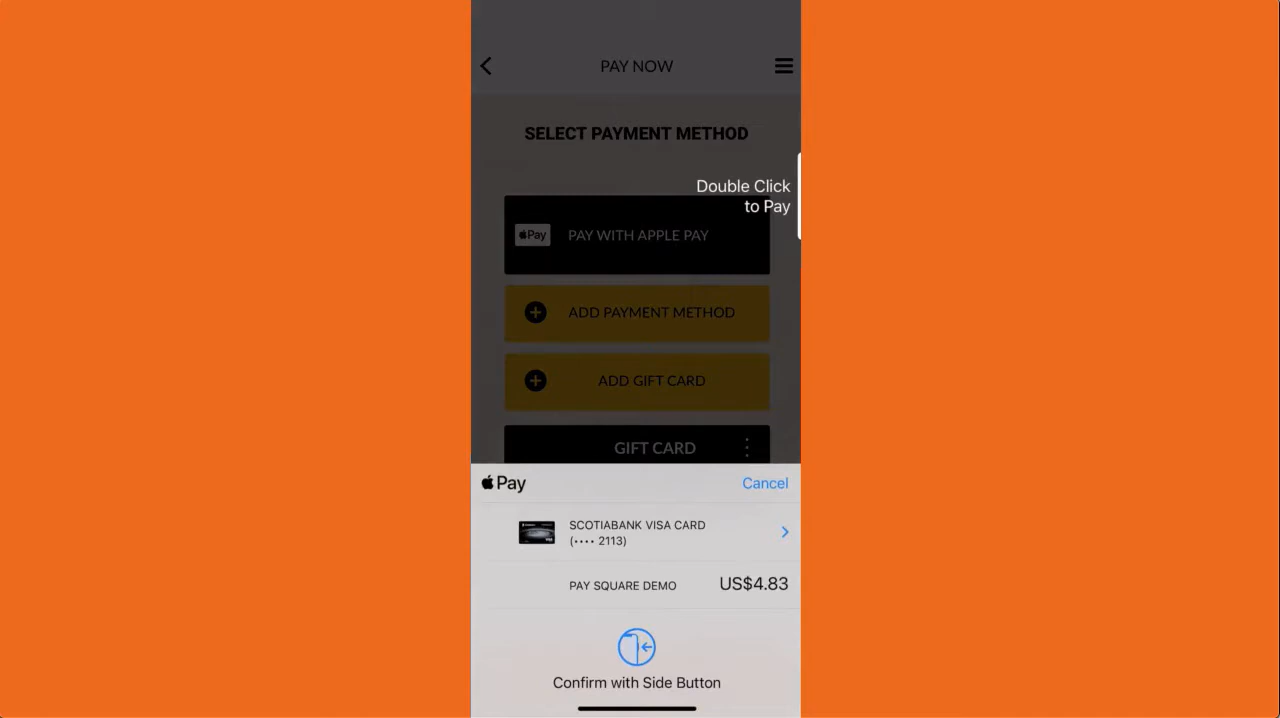 PAY NOW
SELECT PAYMENT METHOD
Double Click
to Pay
Pay PAY WITH APPLE PAY
ADD PAYMENT METHOD
ADD GIFT CARD
GIFT CARD
Pay Cancel
SCOTIABANK VISA CARD
(•••• 2113)
PAY SQUARE DEMO US$4.83
Confirm with Side Button